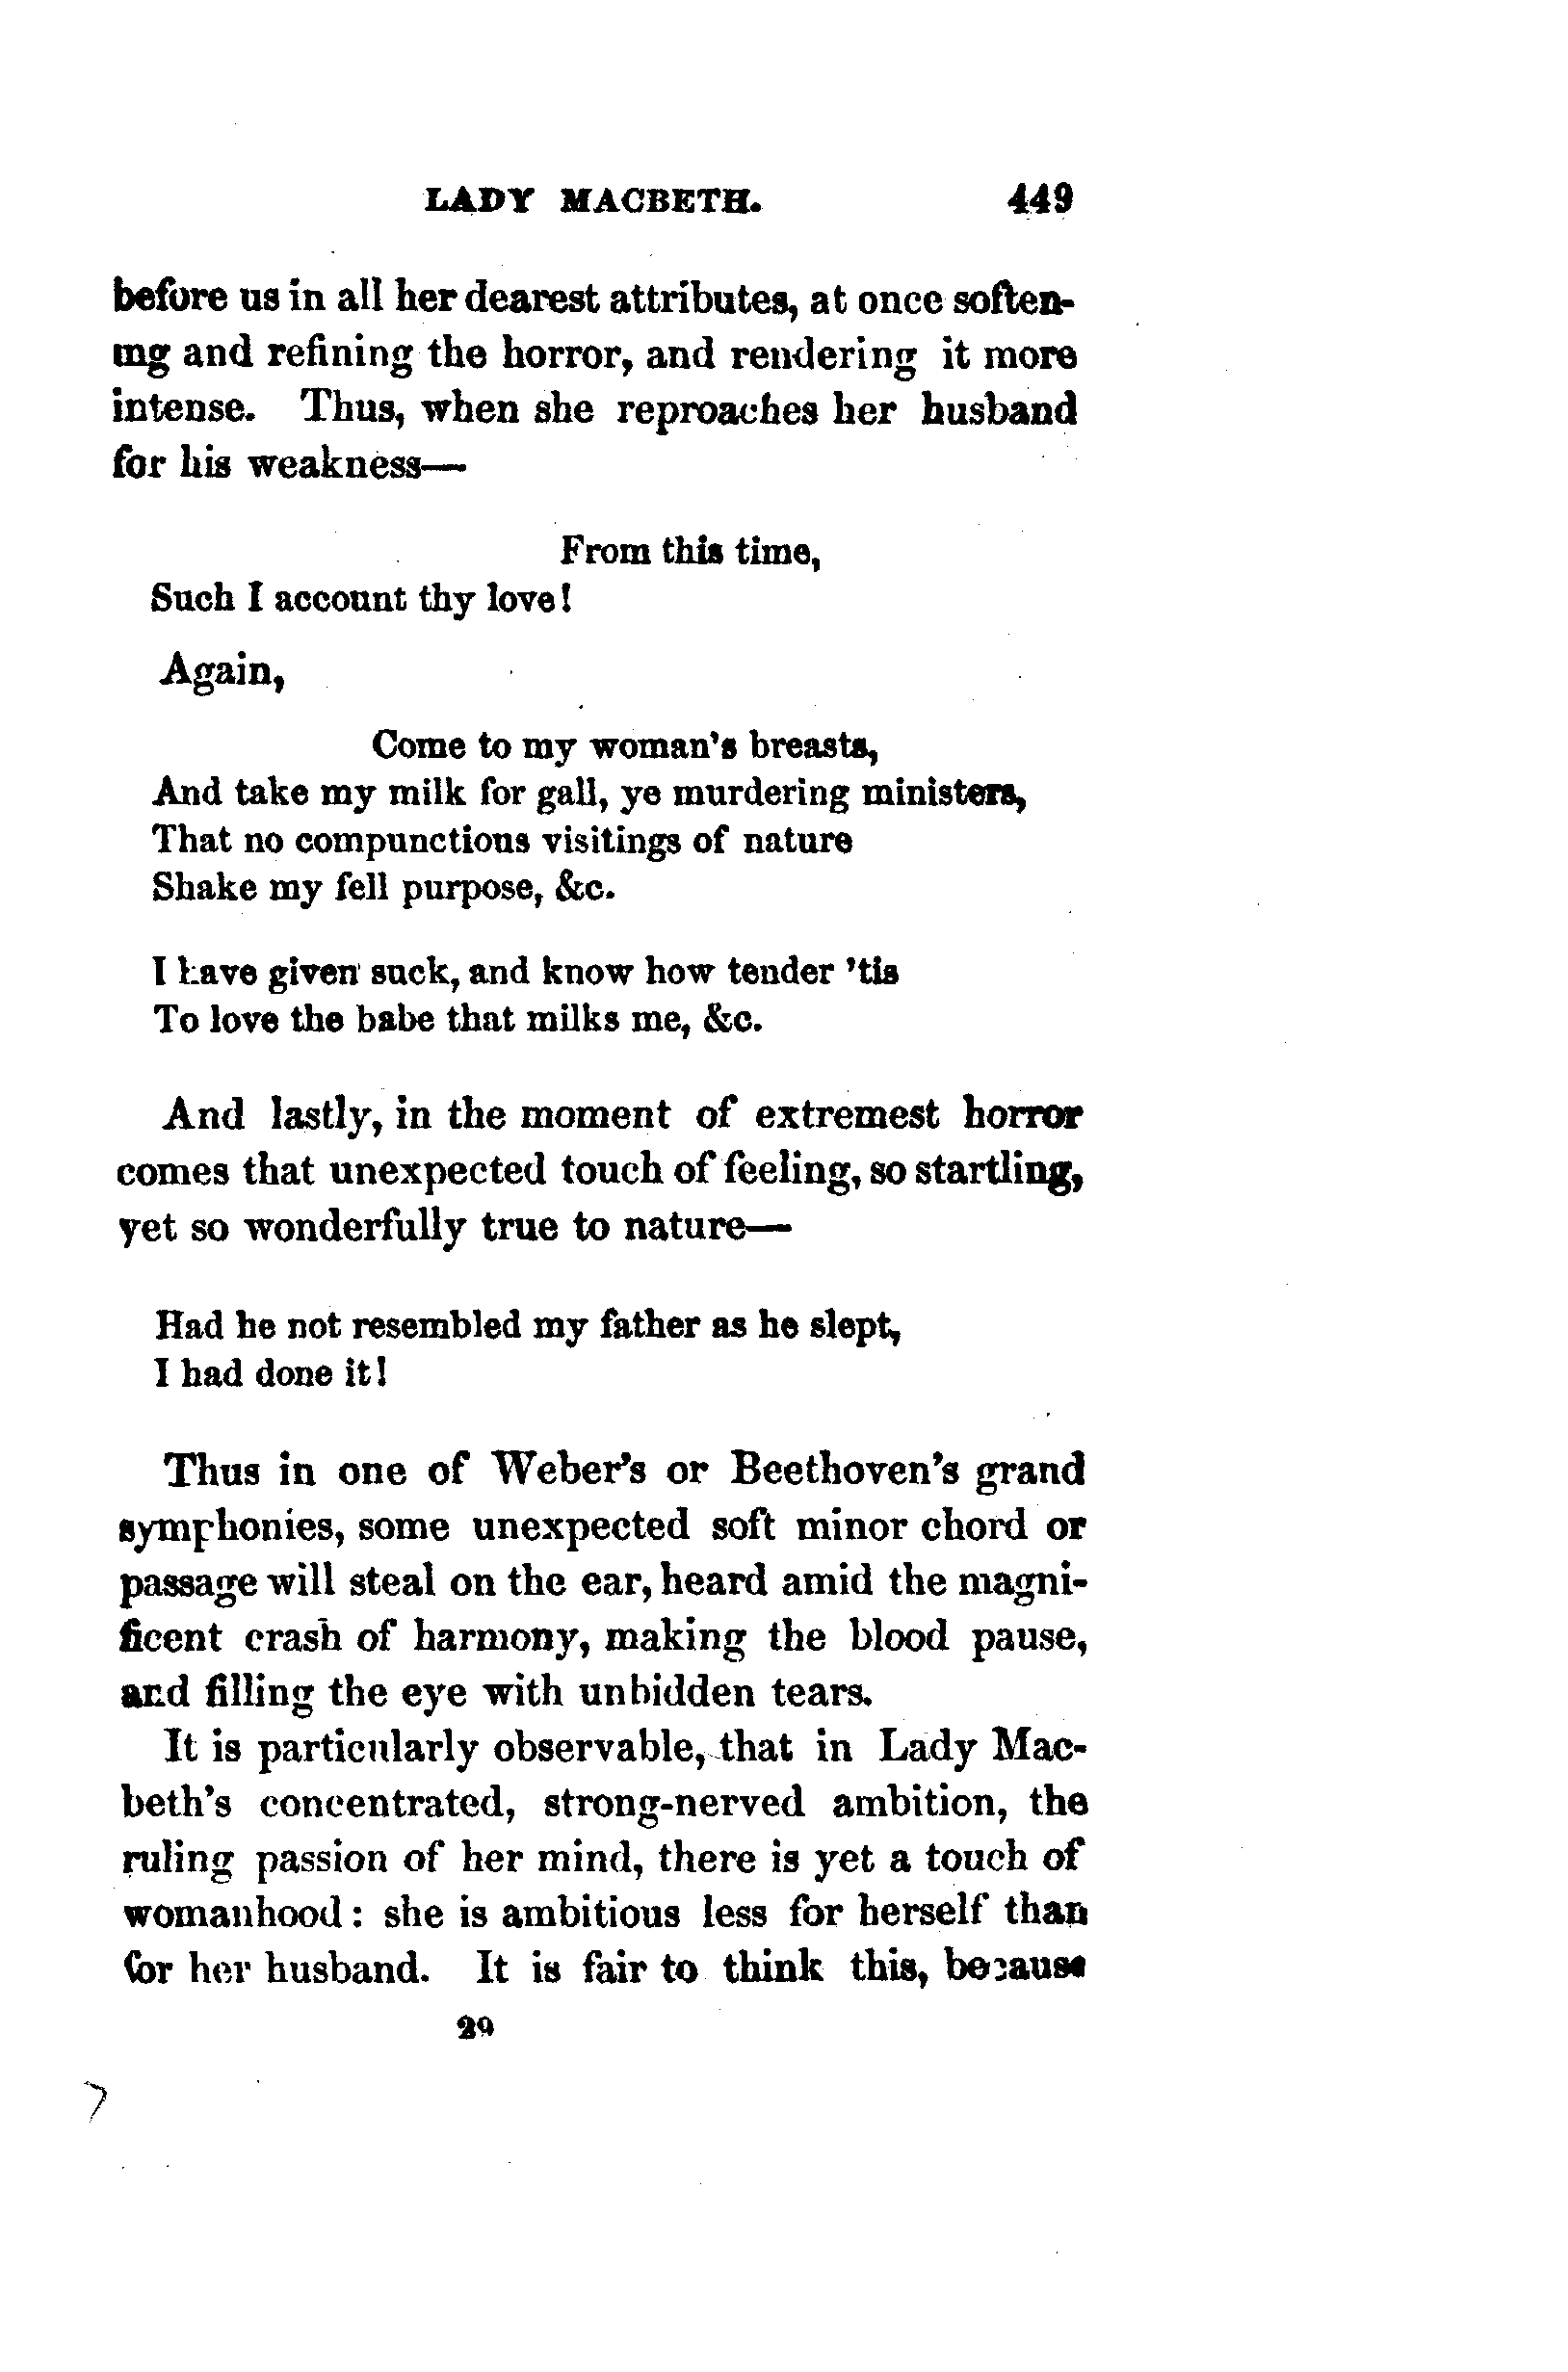 LADY MACBETH. 449
before us in all her dearest attributes, at once soften-
ing and refining the horror, and rendering it more
intense. Thus, when she reproaches her husband
for his weakness—
From this time,
Such I account thy love!
Again,
Come to my woman's breasts,
And take my milk for gall, ye murdering ministers,
That no compunctious visitings of nature
Shake my fell purpose, &c.
I have given suck, and know how tender 'tis
To love the babe that milks me, &c.
And lastly, in the moment of extremest horror
comes that unexpected touch of feeling, so startling,
yet so wonderfully true to nature—
Had he not resembled my father as he slept,
I had done it!
Thus in one of Weber's or Beethoven's grand
symphonies, some unexpected soft minor chord or
passage will steal on the ear, heard amid the magni-
ficent crash of harmony, making the blood pause,
and filling the eye with unbidden tears.
It is particularly observable, that in Lady Mac-
beth's concentrated, strong-nerved ambition, the
ruling passion of her mind, there is yet a touch of
womanhood: she is ambitious less for herself than
for her husband. It is fair to think this, because
29